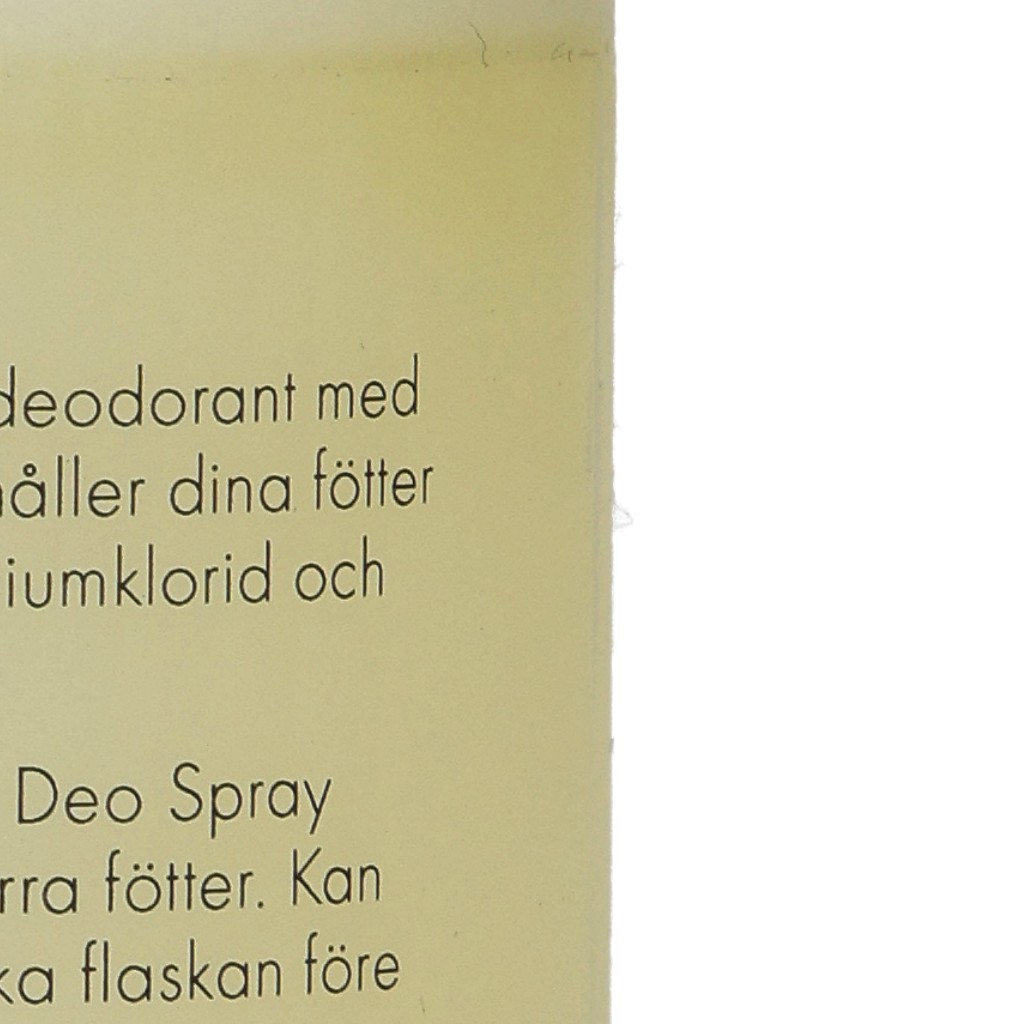 deodorant med
håller dina fötter
iumklorid och
Deo Spray
rra fötter. Kan
ka flaskan före